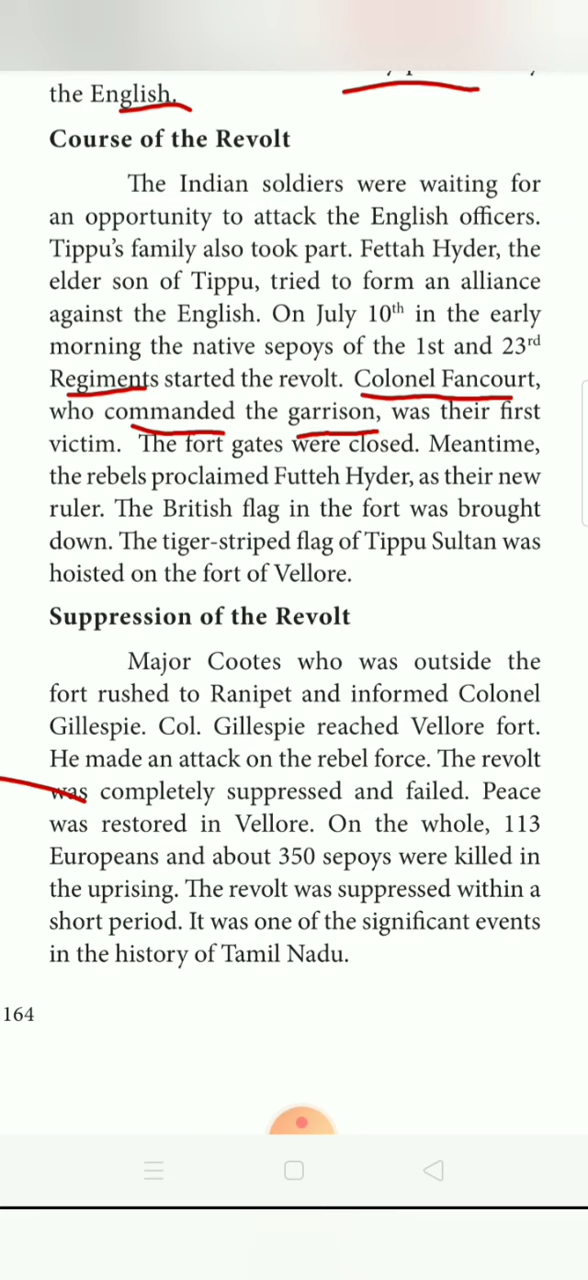 the English.
Course of the Revolt
The Indian soldiers were waiting for
an opportunity to attack the English officers.
Tippu's family also took part. Fettah Hyder, the
elder son of Tippu, tried to form an alliance
against the English. On July 10th in the early
morning the native sepoys of the 1st and 23rd
Regiments started the revolt. Colonel Fancourt,
who commanded the garrison, was their first
victim. The fort gates were closed. Meantime,
the rebels proclaimed Futteh Hyder, as their new
ruler. The British flag in the fort was brought
down. The tiger-striped flag of Tippu Sultan was
hoisted on the fort of Vellore.
Suppression of the Revolt
Major Cootes who was outside the
fort rushed to Ranipet and informed Colonel
Gillespie. Col. Gillespie reached Vellore fort.
He made an attack on the rebel force. The revolt
was completely suppressed and failed. Peace
was restored in Vellore. On the whole, 113
Europeans and about 350 sepoys were killed in
the uprising. The revolt was suppressed within a
short period. It was one of the significant events
in the history of Tamil Nadu.
164